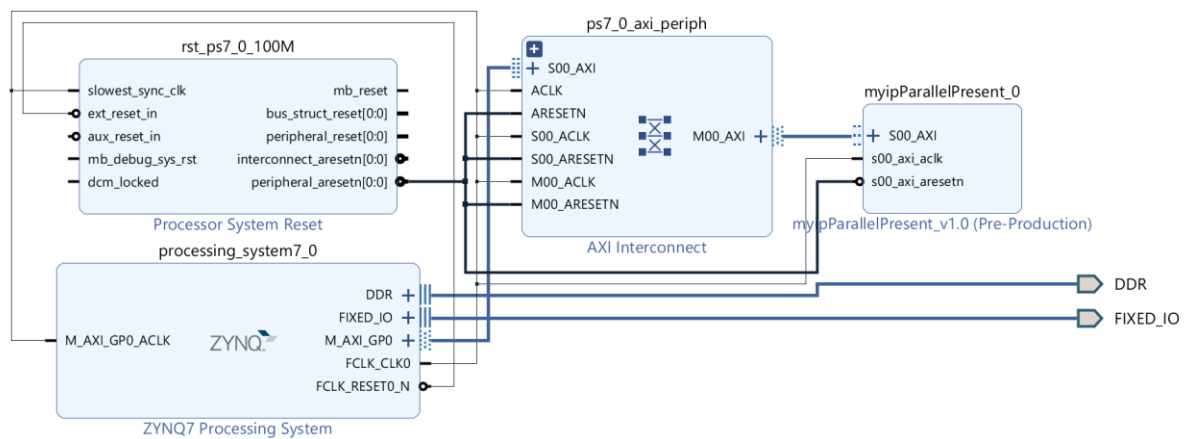 rst_ps7_0_100M
slowest_sync_clk
mb_reset
ext_reset_in
bus_struct_reset[0:0]
aux_reset_in
peripheral_reset[0:0]
mb_debug_sys_rst
interconnect_aresetn[0:0]
dcm_locked
peripheral_aresetn[0:0]
Processor System Reset
ps7_0_axi_periph
S00_AXI
ACLK
ARESETN
S00_ACLK
M00_AXI
S00_ARESETN
M00_ACLK
M00_ARESETN
AXI Interconnect
myipParallelPresent_0
S00_AXI
s00_axi_aclk
s00_axi_aresetn
myipParallelPresent_v1.0 (Pre-Production)
processing_system7_0
DDR
FIXED_IO
M_AXI_GP0_ACLK
ZYNQ
M_AXI_GP0
FCLK_CLK0
FCLK_RESET0_N
ZYNQ7 Processing System
DDR
FIXED_IO